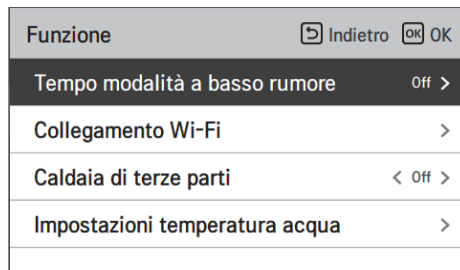 Funzione Indietro OK OK
Tempo modalità a basso rumore Off >
Collegamento Wi-Fi >
Caldaia di terze parti < Off >
Impostazioni temperatura acqua >